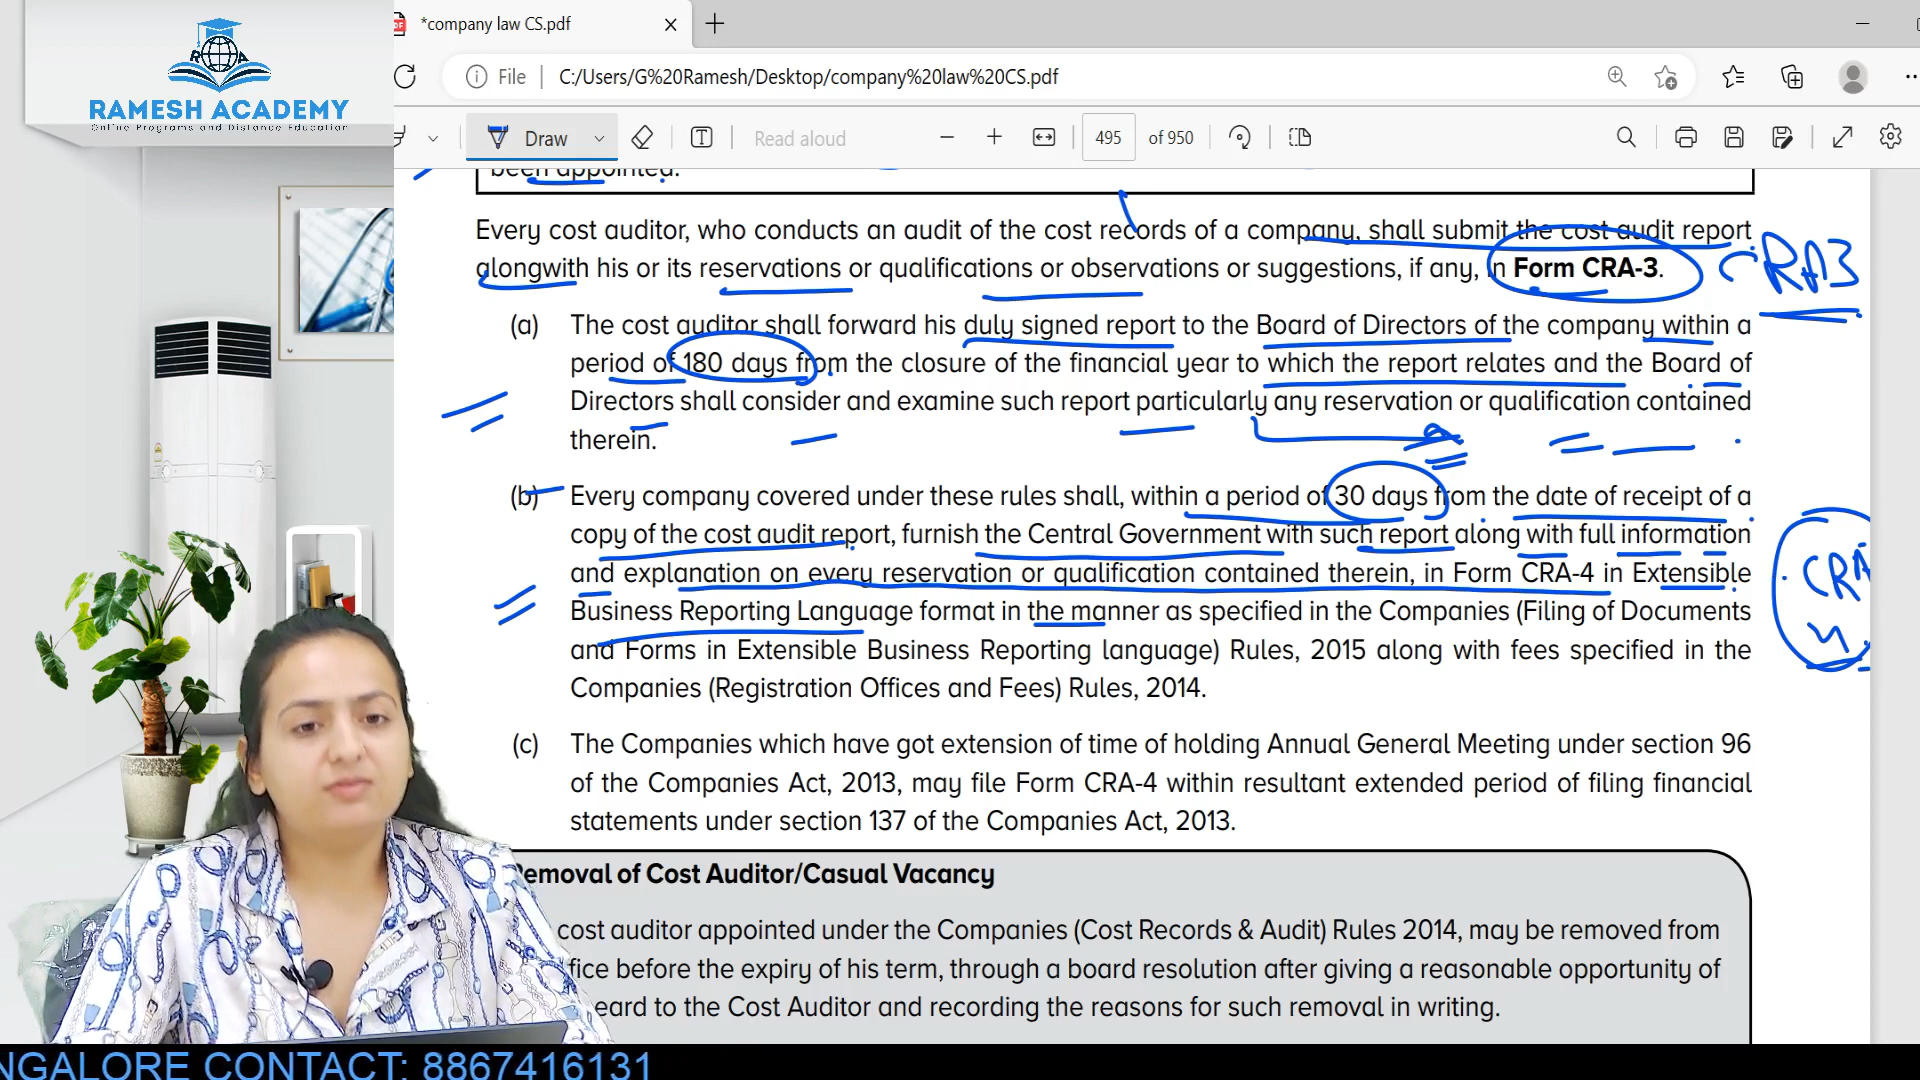 *company law CS.pdf
File C:/Users/G%20Ramesh/Desktop/company%20law%20CS.pdf
RAMESH ACADEMY
Online Programs and Distance Education
Draw
Read aloud
495 of 950
been appointed.
Every cost auditor, who conducts an audit of the cost records of a company, shall submit the cost audit report
alongwith his or its reservations or qualifications or observations or suggestions, if any, in Form CRA-3.
CRA3
(a) The cost auditor shall forward his duly signed report to the Board of Directors of the company within a
period of 180 days from the closure of the financial year to which the report relates and the Board of
Directors shall consider and examine such report particularly any reservation or qualification contained
therein.
(b) Every company covered under these rules shall, within a period of 30 days from the date of receipt of a
copy of the cost audit report, furnish the Central Government with such report along with full information
and explanation on every reservation or qualification contained therein, in Form CRA-4 in Extensible
Business Reporting Language format in the manner as specified in the Companies (Filing of Documents
and Forms in Extensible Business Reporting language) Rules, 2015 along with fees specified in the
Companies (Registration Offices and Fees) Rules, 2014.
CRA
4
(c) The Companies which have got extension of time of holding Annual General Meeting under section 96
of the Companies Act, 2013, may file Form CRA-4 within resultant extended period of filing financial
statements under section 137 of the Companies Act, 2013.
Removal of Cost Auditor/Casual Vacancy
cost auditor appointed under the Companies (Cost Records & Audit) Rules 2014, may be removed from
fice before the expiry of his term, through a board resolution after giving a reasonable opportunity of
eard to the Cost Auditor and recording the reasons for such removal in writing.
NGALORE CONTACT: 8867416131